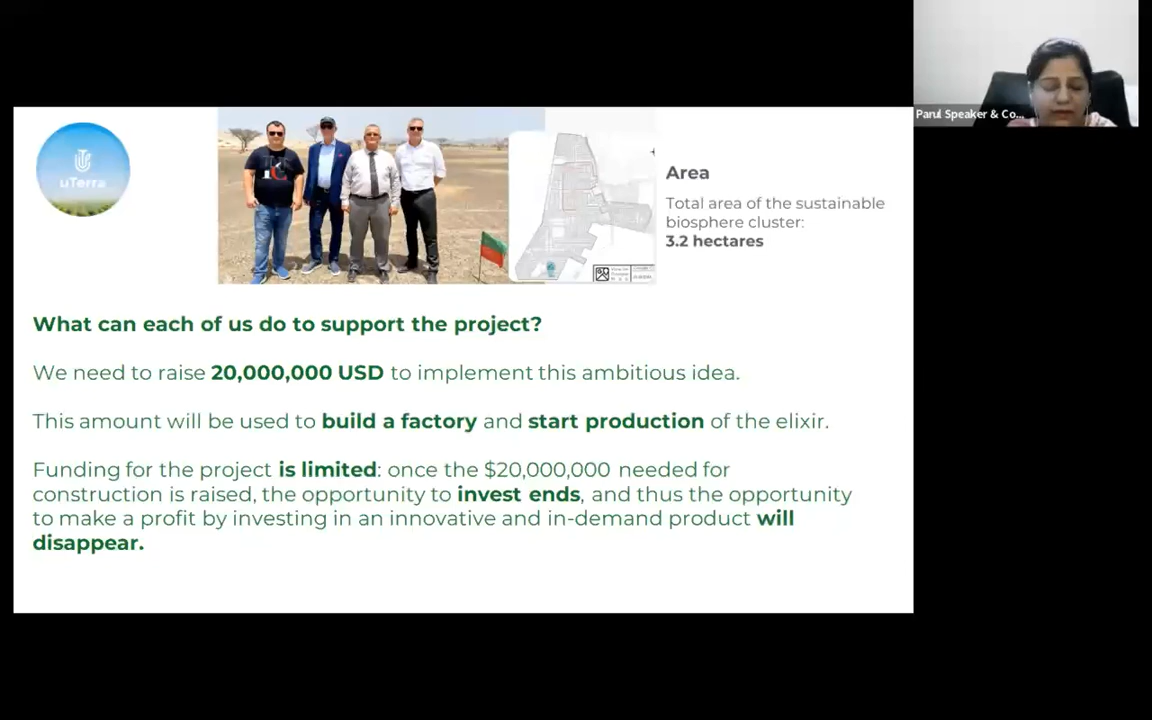 Parul Speaker & Co...
uTerra
Area
Total area of the sustainable
biosphere cluster:
3.2 hectares
What can each of us do to support the project?
We need to raise 20,000,000 USD to implement this ambitious idea.
This amount will be used to build a factory and start production of the elixir.
Funding for the project is limited: once the $20,000,000 needed for
construction is raised, the opportunity to invest ends, and thus the opportunity
to make a profit by investing in an innovative and in-demand product will
disappear.